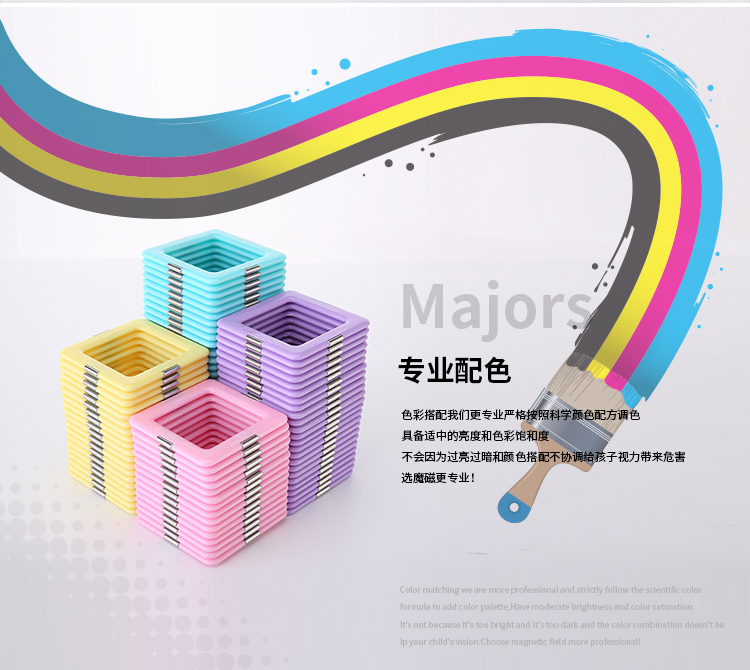 Majors
专业配色
色彩搭配我们更专业严格按照科学颜色配方调色
具备适中的亮度和色彩饱和度
不会因为过亮过暗和颜色搭配不协调给孩子视力带来危害
选魔磁更专业！
Color matching we are more professional and strictly follow the scientific color
formula to add color palette,Have moderate brightness and color saturation.
It's not because it's too bright and it's too dark and the color combination doesn't he
lp your child's vision.Choose magnetic field more professional!